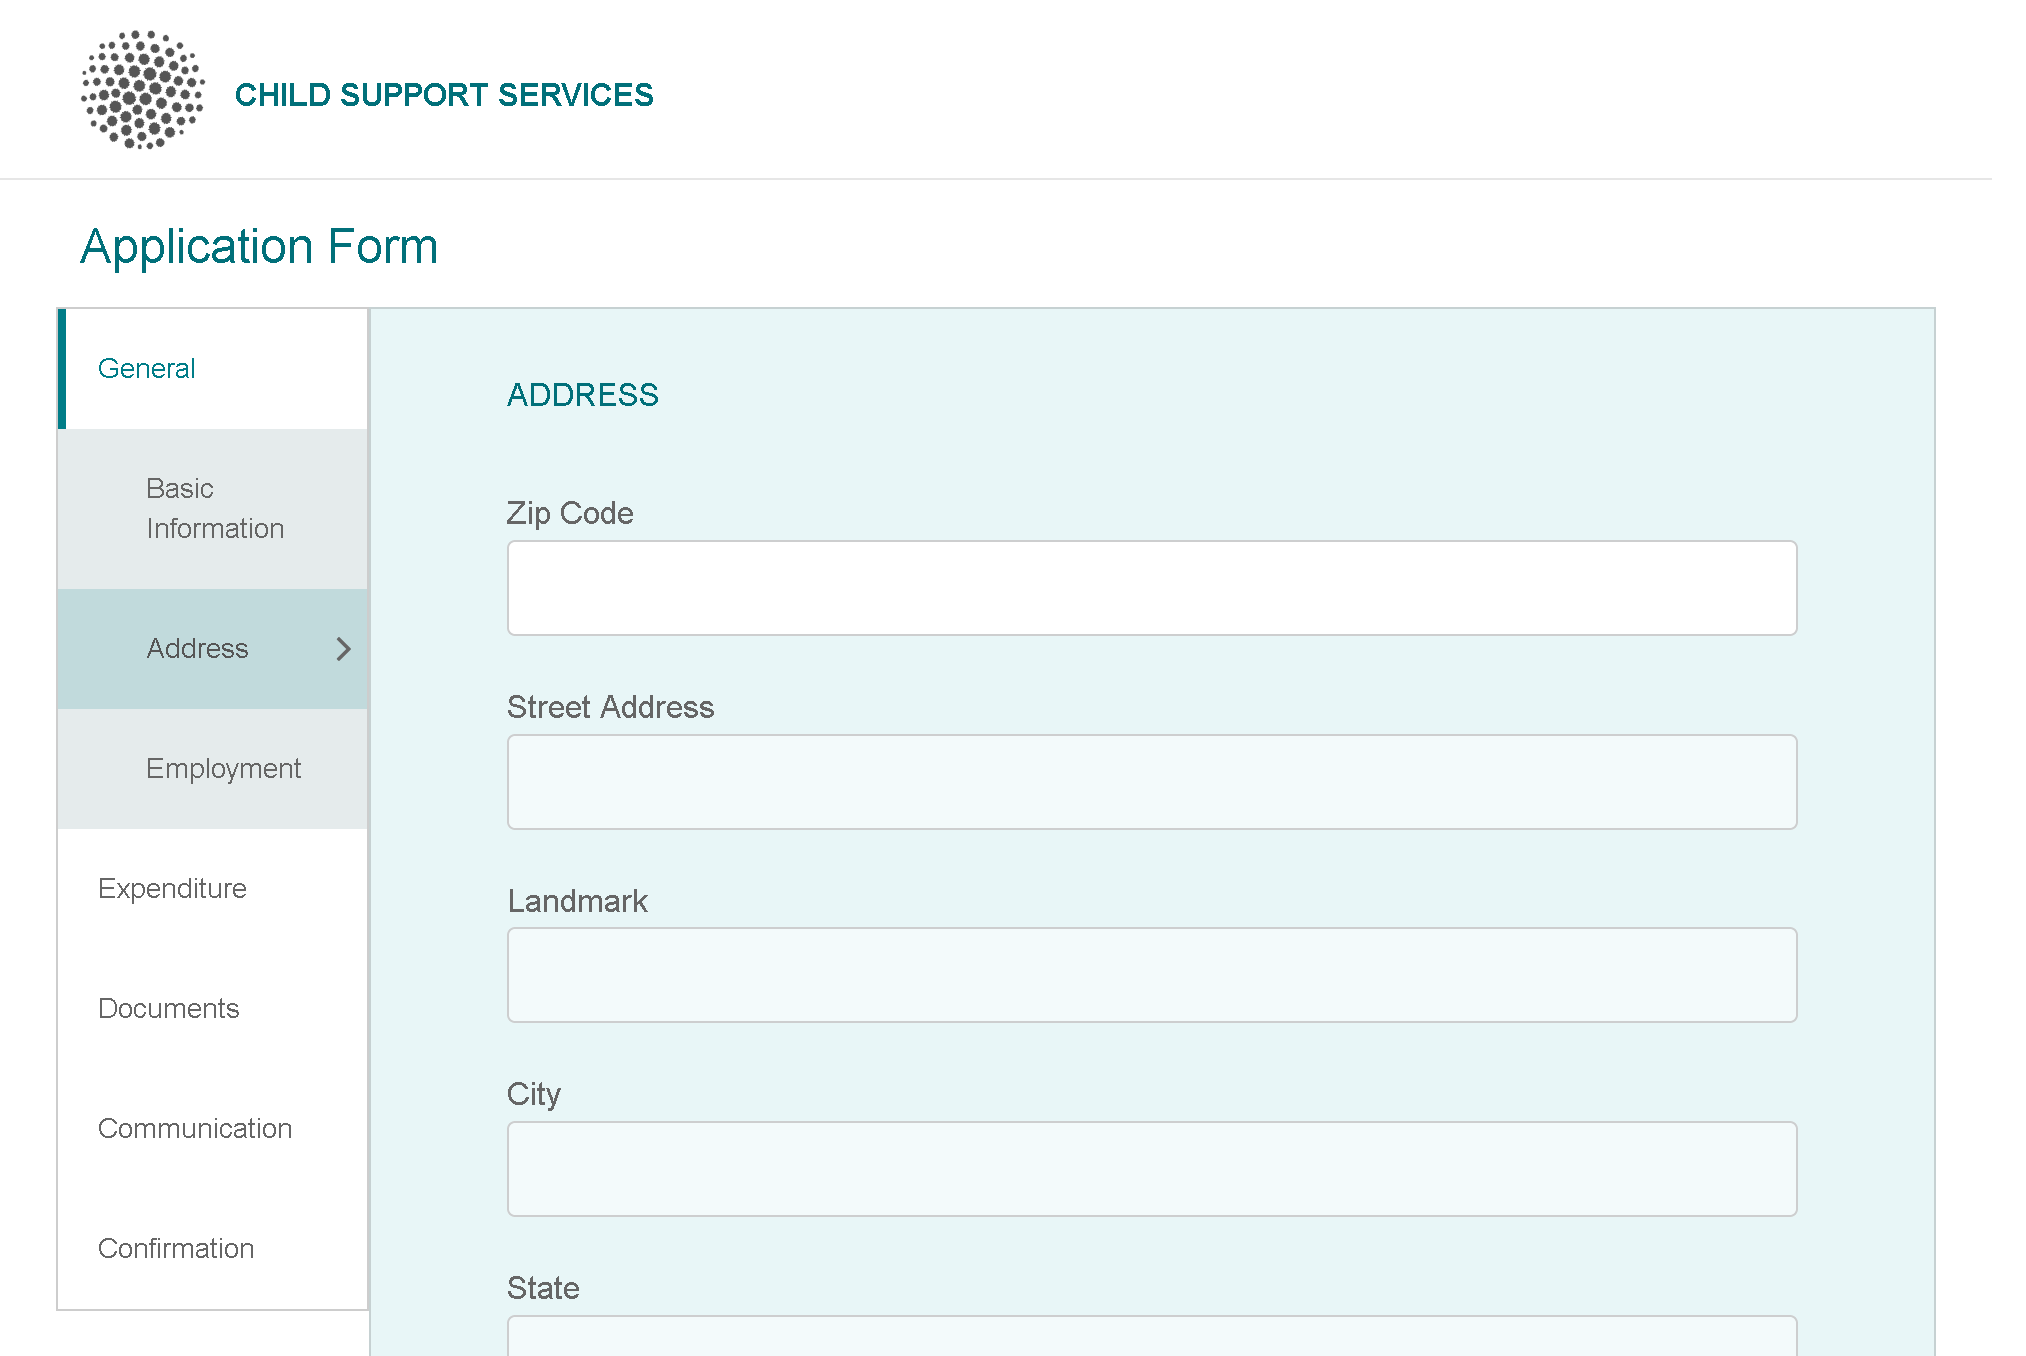 CHILD SUPPORT SERVICES
Application Form
General
Basic
Information
Address
Employment
Expenditure
Documents
Communication
Confirmation
ADDRESS
Zip Code
Street Address
Landmark
City
State